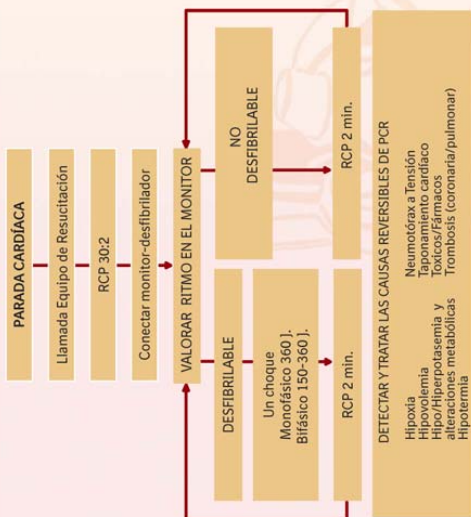 PARADA CARDÍACA
Llamada Equipo de Resucitación
RCP 30:2
Conectar monitor-desfibrilador
VALORAR RITMO EN EL MONITOR
DESFIBRILABLE
Un choque
Monofásico 360 J.
Bifásico 150-360 J.
RCP 2 min.
NO
DESFIBRILABLE
RCP 2 min.
DETECTAR Y TRATAR LAS CAUSAS REVERSIBLES DE PCR
Hipoxia
Hipovolemia
Hipo/Hiperpotasemia y
alteraciones metabólicas
Hipotermia
Neumotórax a Tensión
Taponamiento cardíaco
Toxicos/Fármacos
Trombosis (coronaria/pulmonar)